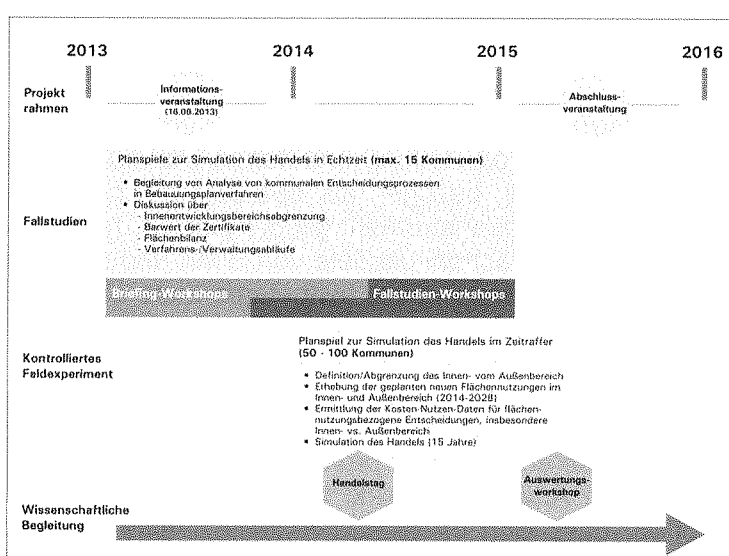 2013 2014 2015 2016
Projekt
rahmen
Informations-
veranstaltung
Abschluss-
veranstaltung
Planspiele zur Simulation des Handels in Echtzeit (max. 15 Kommunen)
• Begleitung von Analyse von kommunalen Entscheidungsprozessen
in Bebauungsplanverfahren
• Diskussion über
- Innenentwicklungsbereichsabgrenzung
- Barwert der Zertifikate
- Flächenbilanz
- Verfahrens-/Verwaltungsabläufe
Fallstudien
Briefing-Workshops
Fallstudien-Workshops
Kontrolliertes
Feldexperiment
Planspiel zur Simulation des Handels im Zeitraffer
(50 - 100 Kommunen)
• Definition/Abgrenzung des Innen- vom Außenbereich
• Erhebung der geplanten neuen Flächennutzungen im
Innen- und Außenbereich (2014-2028)
• Ermittlung der Kosten-Nutzen-Daten für flächen-
nutzungsbezogene Entscheidungen, insbesondere
Innen- vs. Außenbereich
• Simulation des Handels (15 Jahre)
Handelstag
Auswertungs-
workshop
Wissenschaftliche
Begleitung